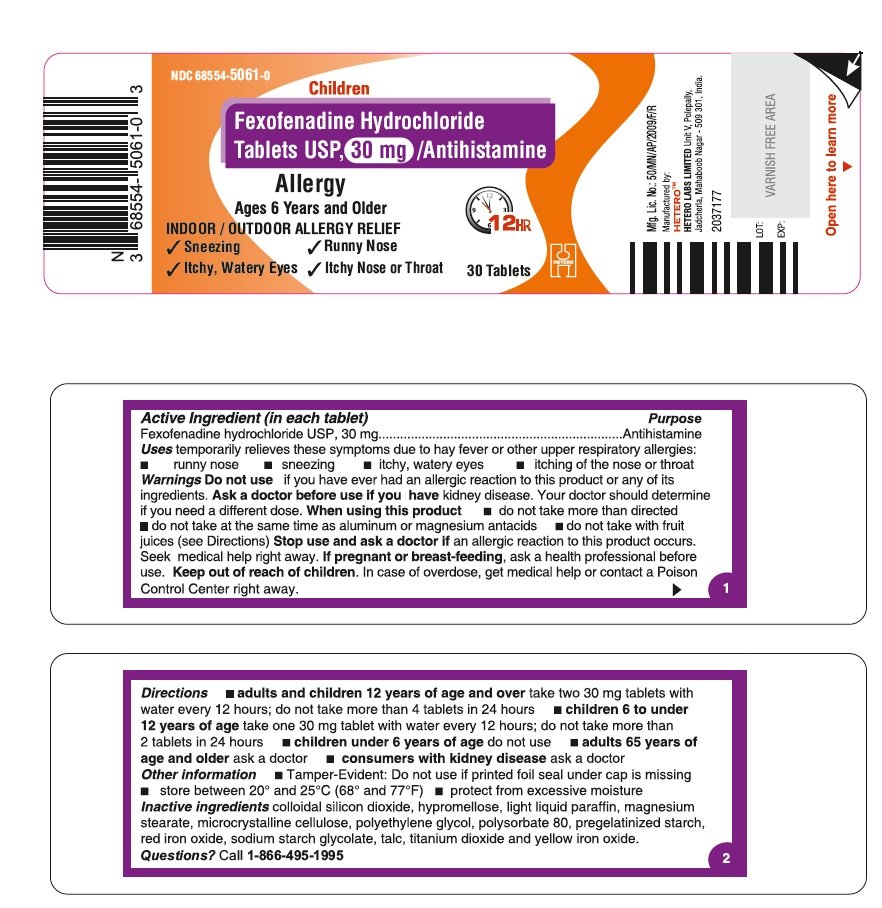 NDC 68554-5061-0
Children
Fexofenadine Hydrochloride
Tablets USP, 30 mg /Antihistamine
Allergy
Ages 6 Years and Older
INDOOR / OUTDOOR ALLERGY RELIEF
✓ Sneezing ✓ Runny Nose
✓ Itchy, Watery Eyes ✓ Itchy Nose or Throat
12HR
30 Tablets
HETERO
N
3 68554 5061-0 3
Mfg. Lic. No.: 50/MN/AP/2009/F/R
Manufactured by:
HETERO™
HETERO LABS LIMITED Unit V, Polepally,
Jadcherla, Mahaboob Nagar - 509 301, India.
2037177
VARNISH FREE AREA
LOT:
EXP:
Open here to learn more
Active Ingredient (in each tablet) Purpose
Fexofenadine hydrochloride USP, 30 mg....................................................................Antihistamine
Uses temporarily relieves these symptoms due to hay fever or other upper respiratory allergies:
■ runny nose ■ sneezing ■ itchy, watery eyes ■ itching of the nose or throat
Warnings Do not use if you have ever had an allergic reaction to this product or any of its
ingredients. Ask a doctor before use if you have kidney disease. Your doctor should determine
if you need a different dose. When using this product ■ do not take more than directed
■ do not take at the same time as aluminum or magnesium antacids ■ do not take with fruit
juices (see Directions) Stop use and ask a doctor if an allergic reaction to this product occurs.
Seek medical help right away. If pregnant or breast-feeding, ask a health professional before
use. Keep out of reach of children. In case of overdose, get medical help or contact a Poison
Control Center right away.
1
Directions ■ adults and children 12 years of age and over take two 30 mg tablets with
water every 12 hours; do not take more than 4 tablets in 24 hours ■ children 6 to under
12 years of age take one 30 mg tablet with water every 12 hours; do not take more than
2 tablets in 24 hours ■ children under 6 years of age do not use ■ adults 65 years of
age and older ask a doctor ■ consumers with kidney disease ask a doctor
Other information ■ Tamper-Evident: Do not use if printed foil seal under cap is missing
■ store between 20° and 25°C (68° and 77°F) ■ protect from excessive moisture
Inactive ingredients colloidal silicon dioxide, hypromellose, light liquid paraffin, magnesium
stearate, microcrystalline cellulose, polyethylene glycol, polysorbate 80, pregelatinized starch,
red iron oxide, sodium starch glycolate, talc, titanium dioxide and yellow iron oxide.
Questions? Call 1-866-495-1995
2